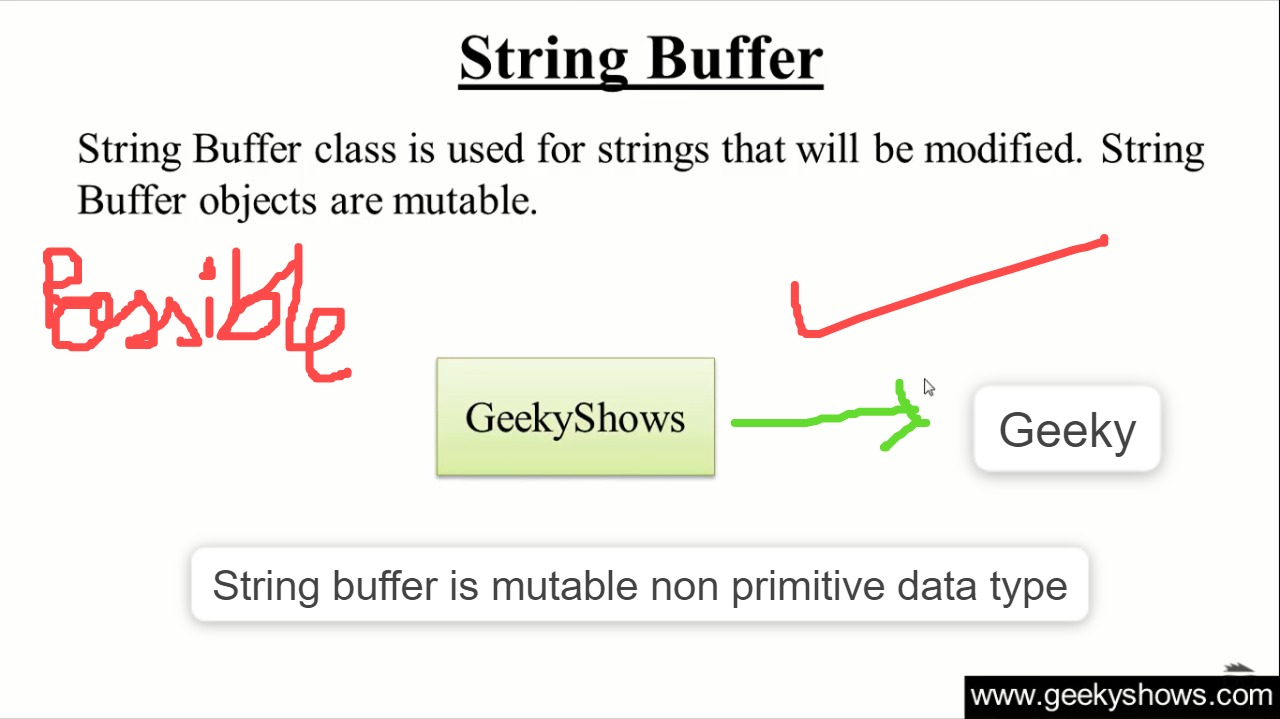 String Buffer
String Buffer class is used for strings that will be modified. String
Buffer objects are mutable.
Possible
GeekyShows
Geeky
String buffer is mutable non primitive data type
www.geekyshows.com